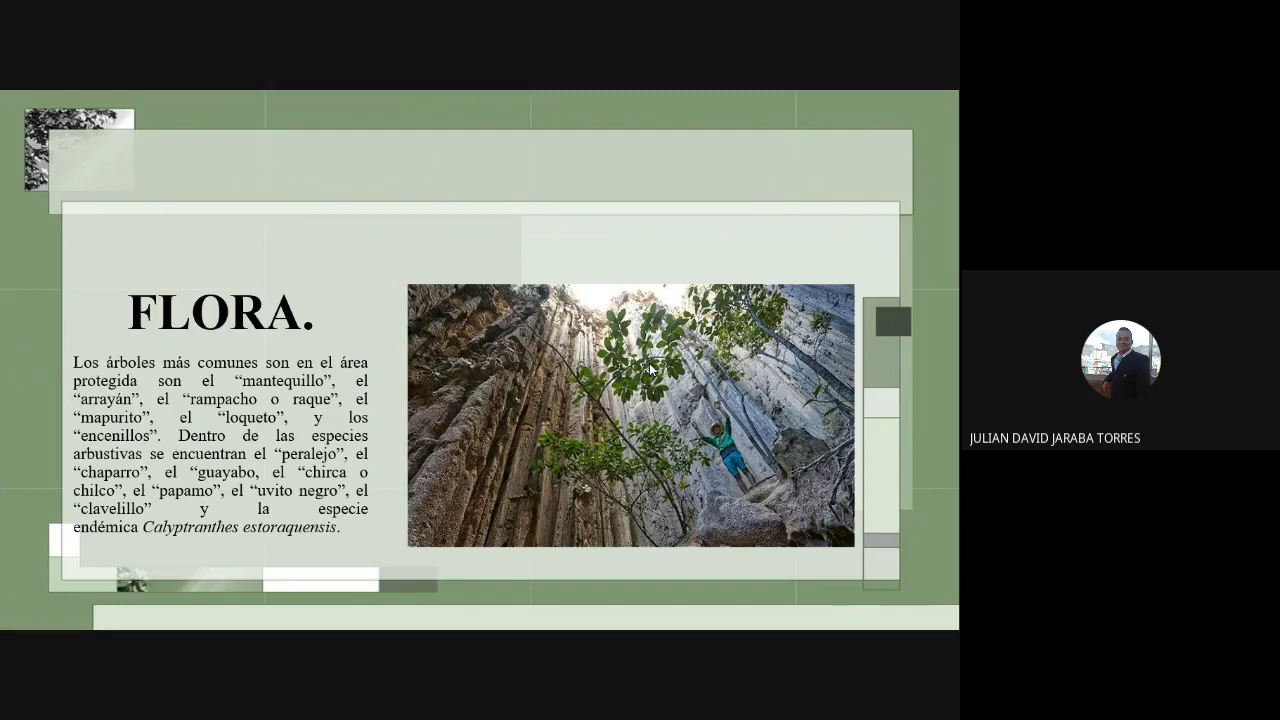 FLORA.
Los árboles más comunes son en el área
protegida son el “mantequillo”, el
“arrayán”, el “rampacho o raque”, el
“mapurito”, el “loqueto”, y los
“encenillos”. Dentro de las especies
arbustivas se encuentran el “peralejo”, el
“chaparro”, el “guayabo, el “chirca o
chilco”, el “papamo”, el “uvito negro”, el
“clavelillo” y la especie
endémica Calyptranthes estoraquensis.
JULIAN DAVID JARABA TORRES